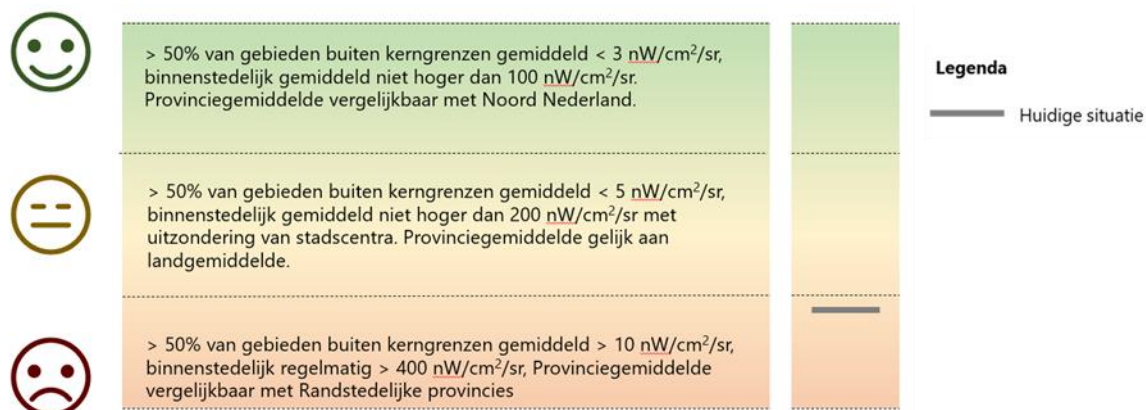 > 50% van gebieden buiten kerngrenzen gemiddeld < 3 nW/cm²/sr,
binnenstedelijk gemiddeld niet hoger dan 100 nW/cm²/sr.
Provinciegemiddelde vergelijkbaar met Noord Nederland.
> 50% van gebieden buiten kerngrenzen gemiddeld < 5 nW/cm²/sr,
binnenstedelijk gemiddeld niet hoger dan 200 nW/cm²/sr met
uitzondering van stadscentra. Provinciegemiddelde gelijk aan
landgemiddelde.
> 50% van gebieden buiten kerngrenzen gemiddeld > 10 nW/cm²/sr,
binnenstedelijk regelmatig > 400 nW/cm²/sr, Provinciegemiddelde
vergelijkbaar met Randstedelijke provincies
Legenda
Huidige situatie